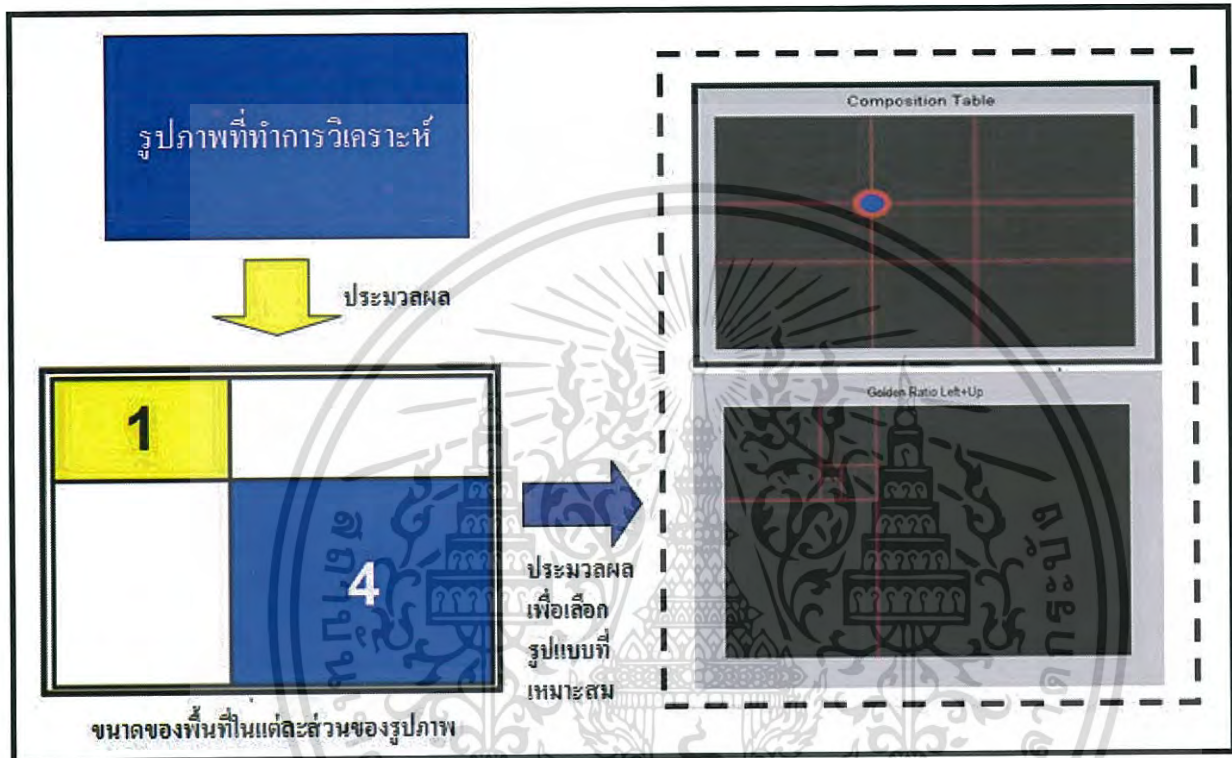 รูปภาพที่ทำการวิเคราะห์
ประมวลผล
1
4
ขนาดของพื้นที่ในแต่ละส่วนของรูปภาพ
ประมวลผล
เพื่อเลือก
รูปแบบที่
เหมาะสม
Composition Table
Golden Ratio Left+Up